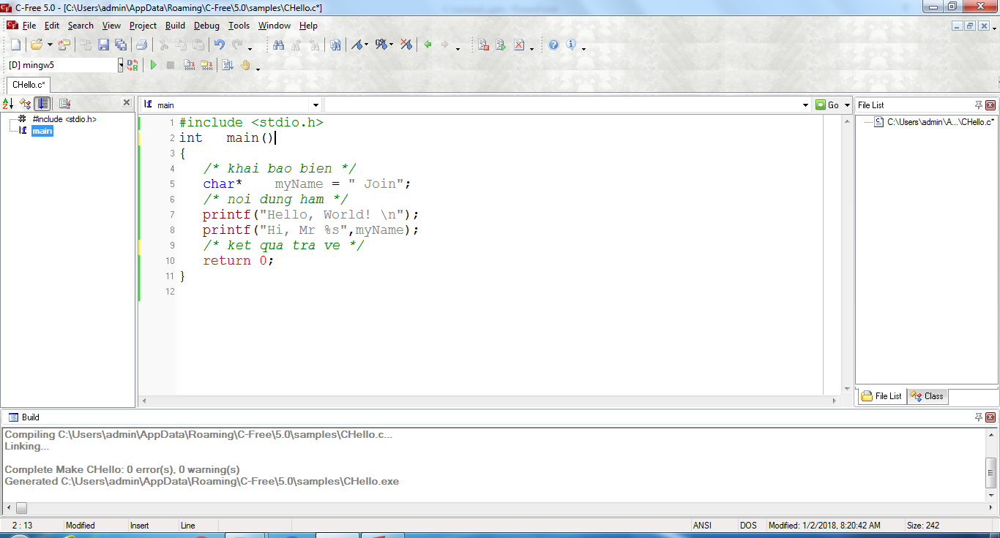 C-Free 5.0 - [C:\Users\admin\AppData\Roaming\C-Free\5.0\samples\CHello.c*]
File Edit Search View Project Build Debug Tools Window Help
[D] mingw5
CHello.c*
main
Go
File List
#include <stdio.h>
main
C:\Users\admin\A...\CHello.c*
1 #include <stdio.h>
2 int main()
3 {
4 /* khai bao bien */
5 char* myName = " Join";
6 /* noi dung ham */
7 printf("Hello, World! \n");
8 printf("Hi, Mr %s",myName);
9 /* ket qua tra ve */
10 return 0;
11 }
12
File List Class
Build
Compiling C:\Users\admin\AppData\Roaming\C-Free\5.0\samples\CHello.c...
Linking...
Complete Make CHello: 0 error(s), 0 warning(s)
Generated C:\Users\admin\AppData\Roaming\C-Free\5.0\samples\CHello.exe
2 : 13 Modified Insert Line ANSI DOS Modified: 1/2/2018, 8:20:42 AM Size: 242